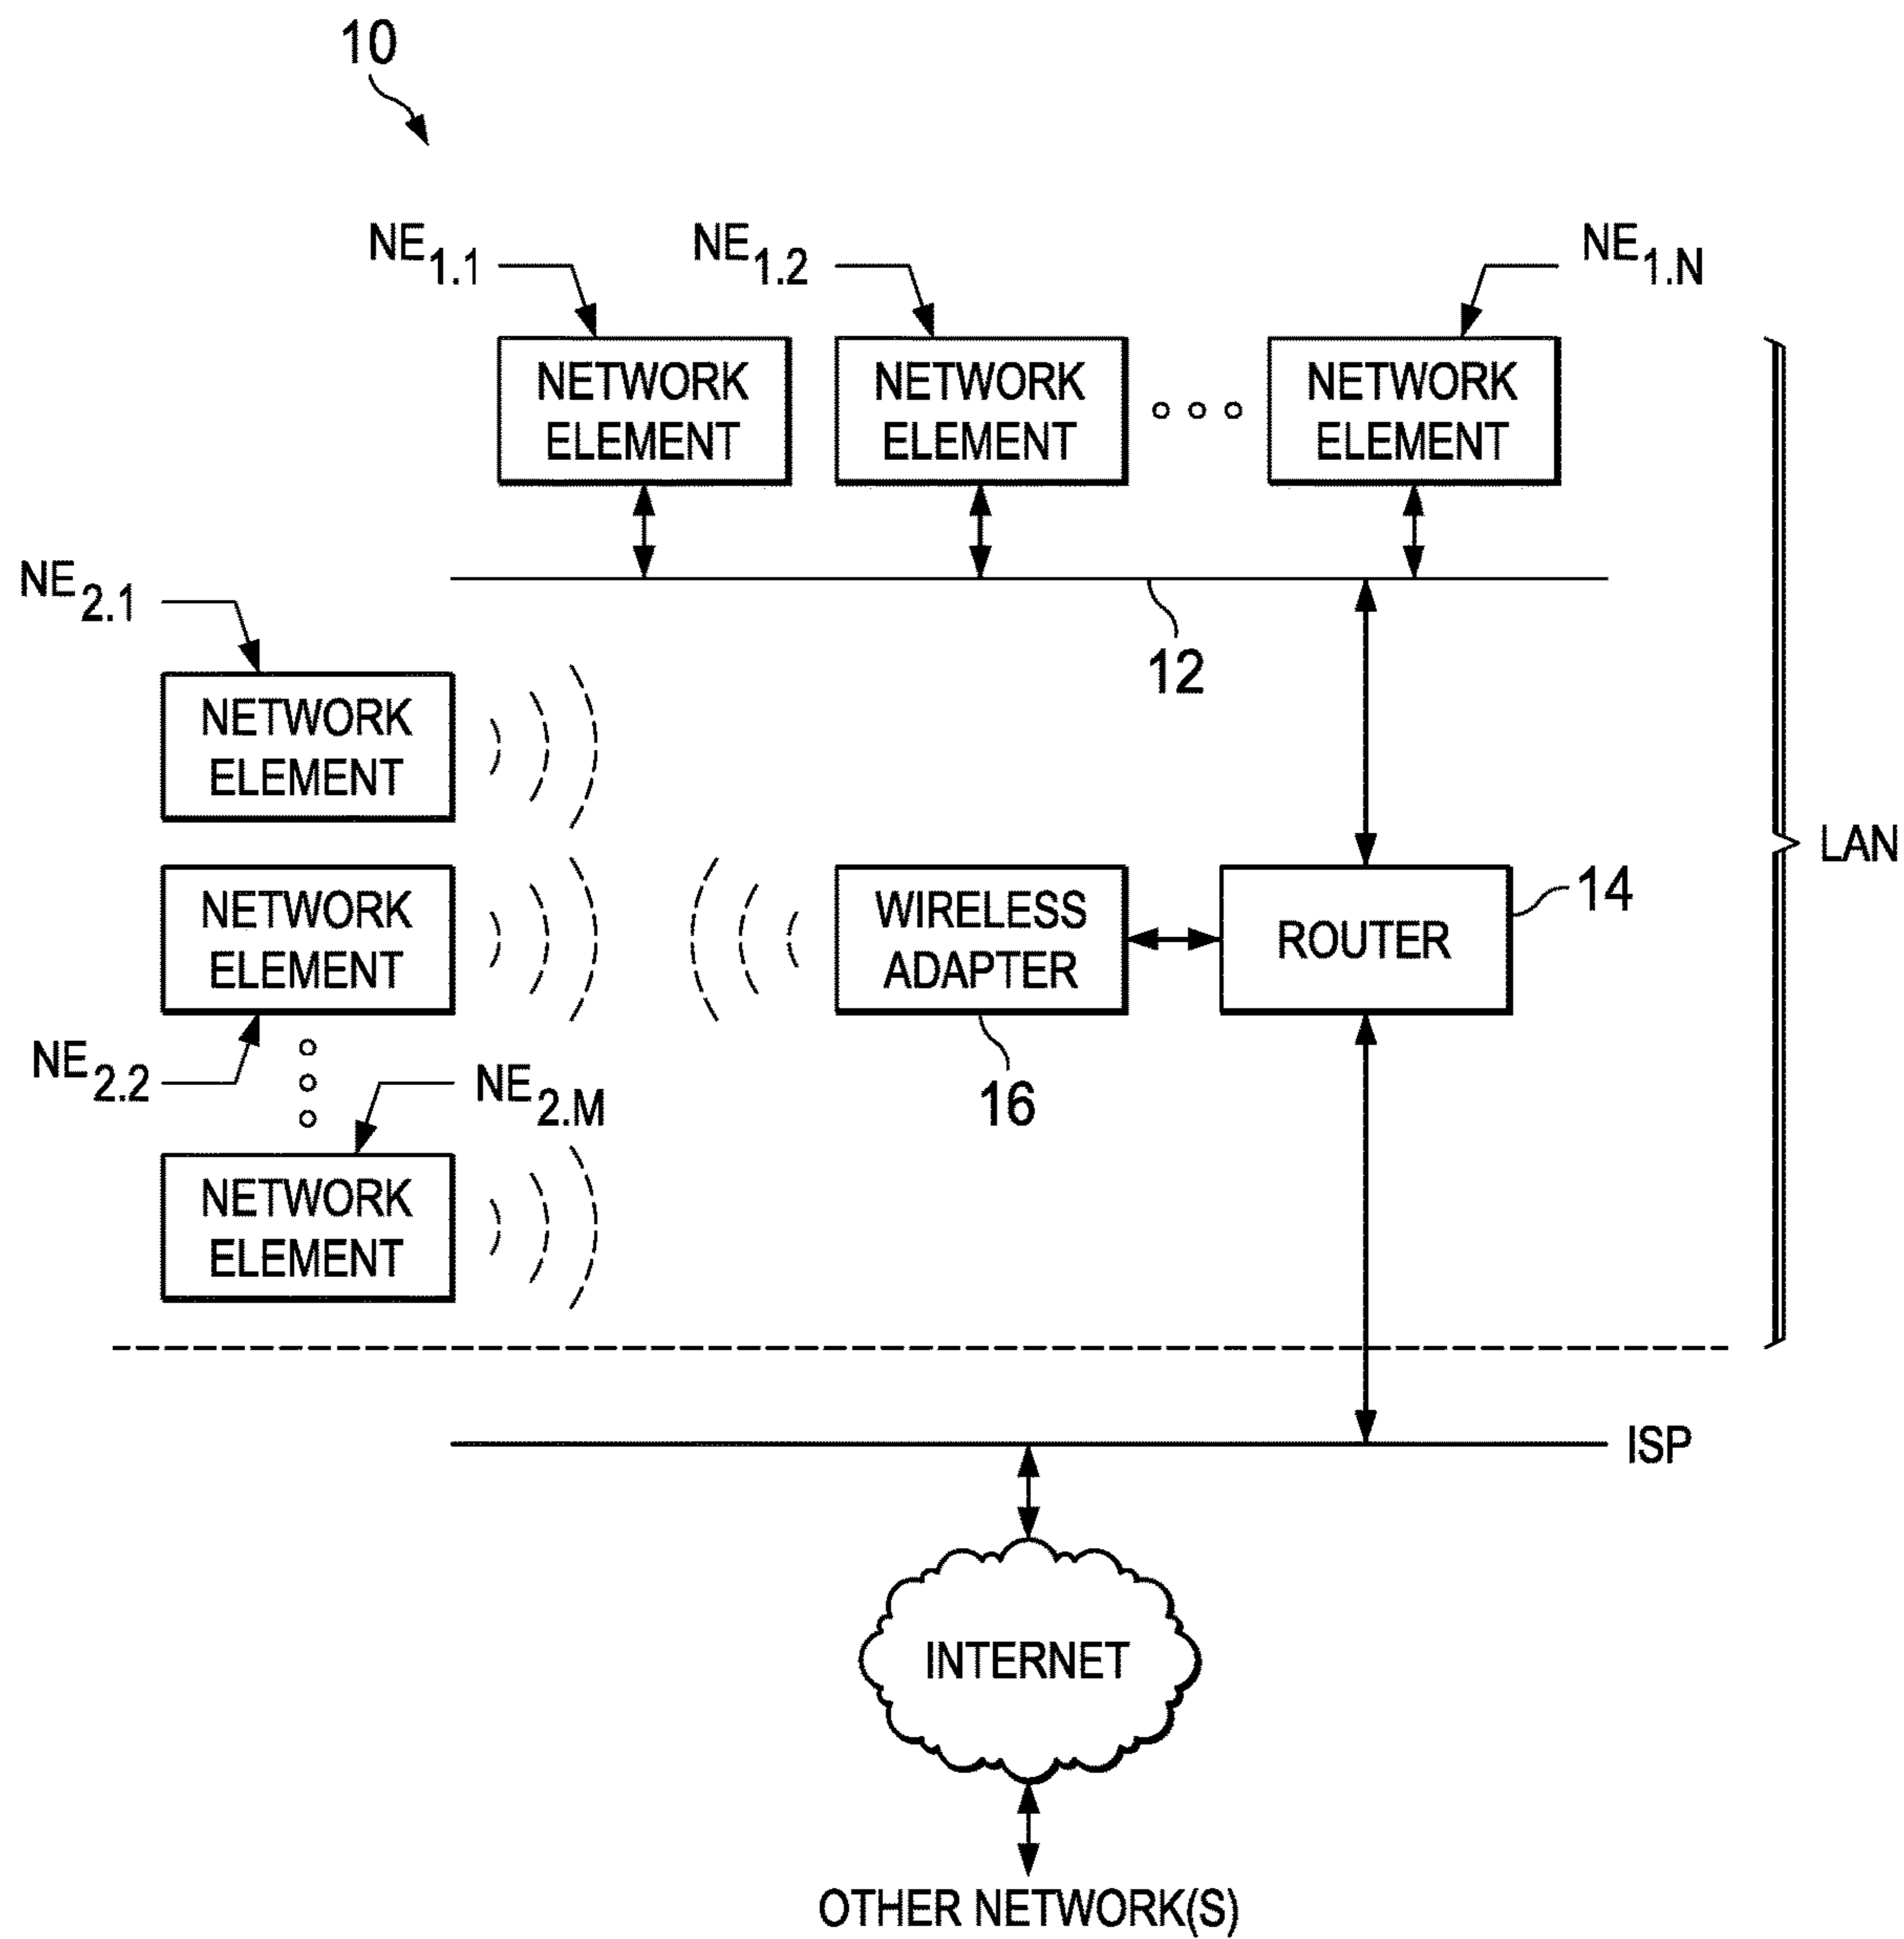 10
NE1.1
NE1.2
NE1.N
NETWORK
ELEMENT
NETWORK
ELEMENT
NETWORK
ELEMENT
12
NE2.1
NETWORK
ELEMENT
NETWORK
ELEMENT
NE2.2
NE2.M
NETWORK
ELEMENT
WIRELESS
ADAPTER
16
ROUTER
14
LAN
ISP
INTERNET
OTHER NETWORK(S)